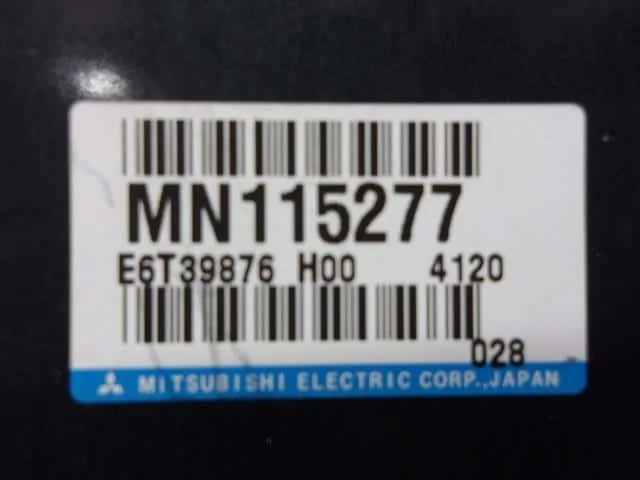 MN115277
E6T39876 H00 4120
028
MITSUBISHI ELECTRIC CORP.,JAPAN